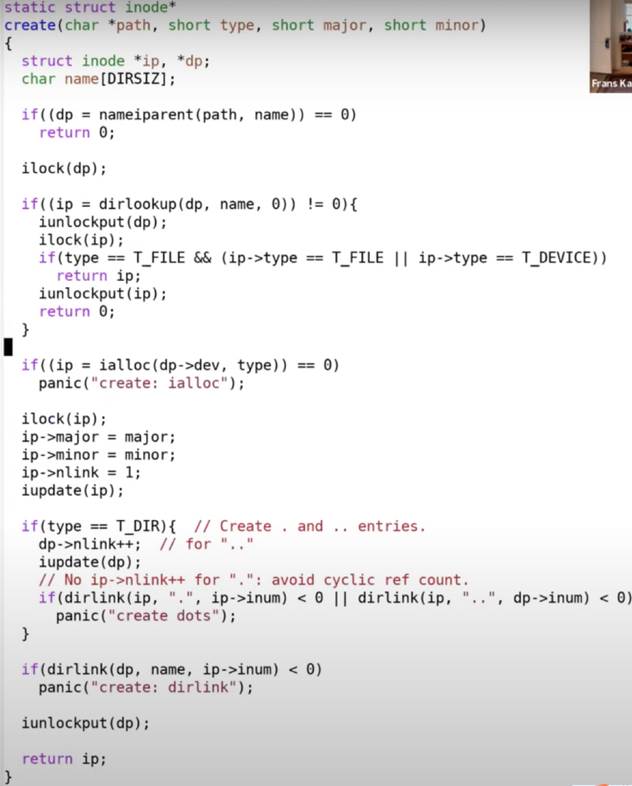 static struct inode*
create(char *path, short type, short major, short minor)
{
  struct inode *ip, *dp;
  char name[DIRSIZ];

  if((dp = nameiparent(path, name)) == 0)
    return 0;

  ilock(dp);

  if((ip = dirlookup(dp, name, 0)) != 0){
    iunlockput(dp);
    ilock(ip);
    if(type == T_FILE && (ip->type == T_FILE || ip->type == T_DEVICE))
      return ip;
    iunlockput(ip);
    return 0;
  }

  if((ip = ialloc(dp->dev, type)) == 0)
    panic("create: ialloc");

  ilock(ip);
  ip->major = major;
  ip->minor = minor;
  ip->nlink = 1;
  iupdate(ip);

  if(type == T_DIR){  // Create . and .. entries.
    dp->nlink++;  // for ".."
    iupdate(dp);
    // No ip->nlink++ for ".": avoid cyclic ref count.
    if(dirlink(ip, ".", ip->inum) < 0 || dirlink(ip, "..", dp->inum) < 0)
      panic("create dots");
  }

  if(dirlink(dp, name, ip->inum) < 0)
    panic("create: dirlink");

  iunlockput(dp);

  return ip;
}
Frans Ka